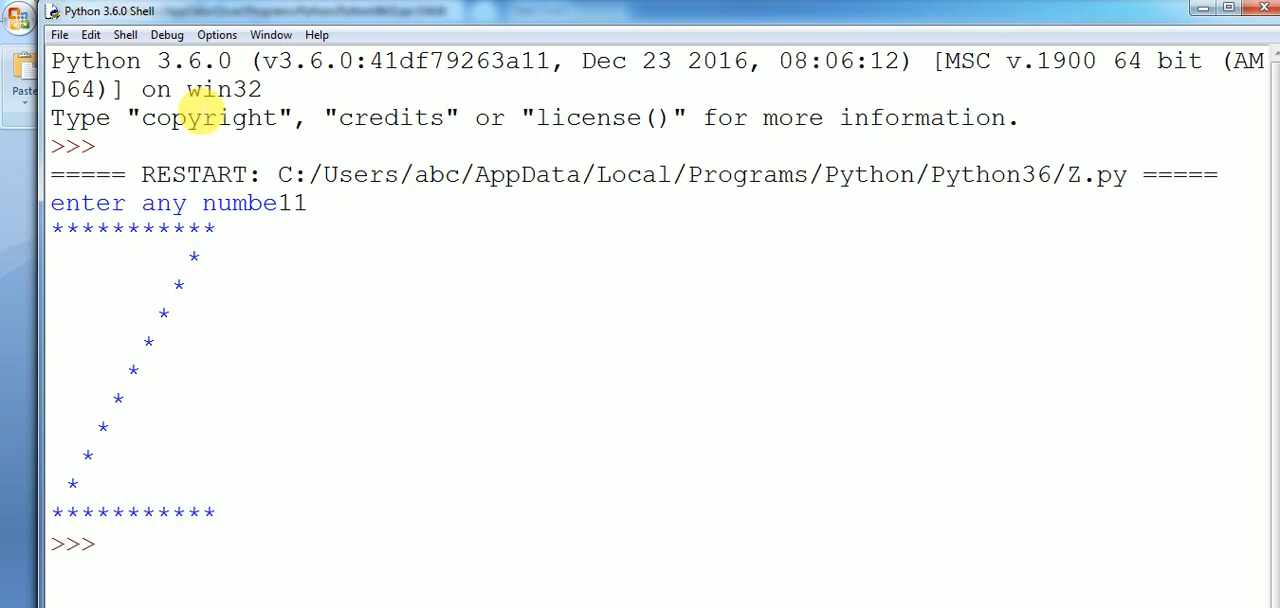 Python 3.6.0 Shell
File Edit Shell Debug Options Window Help
Paste
Python 3.6.0 (v3.6.0:41df79263a11, Dec 23 2016, 08:06:12) [MSC v.1900 64 bit (AM
D64)] on win32
Type "copyright", "credits" or "license()" for more information.
>>>
===== RESTART: C:/Users/abc/AppData/Local/Programs/Python/Python36/Z.py =====
enter any numbe11
***********
         *
        *
       *
      *
     *
    *
   *
  *
 *
***********
>>>